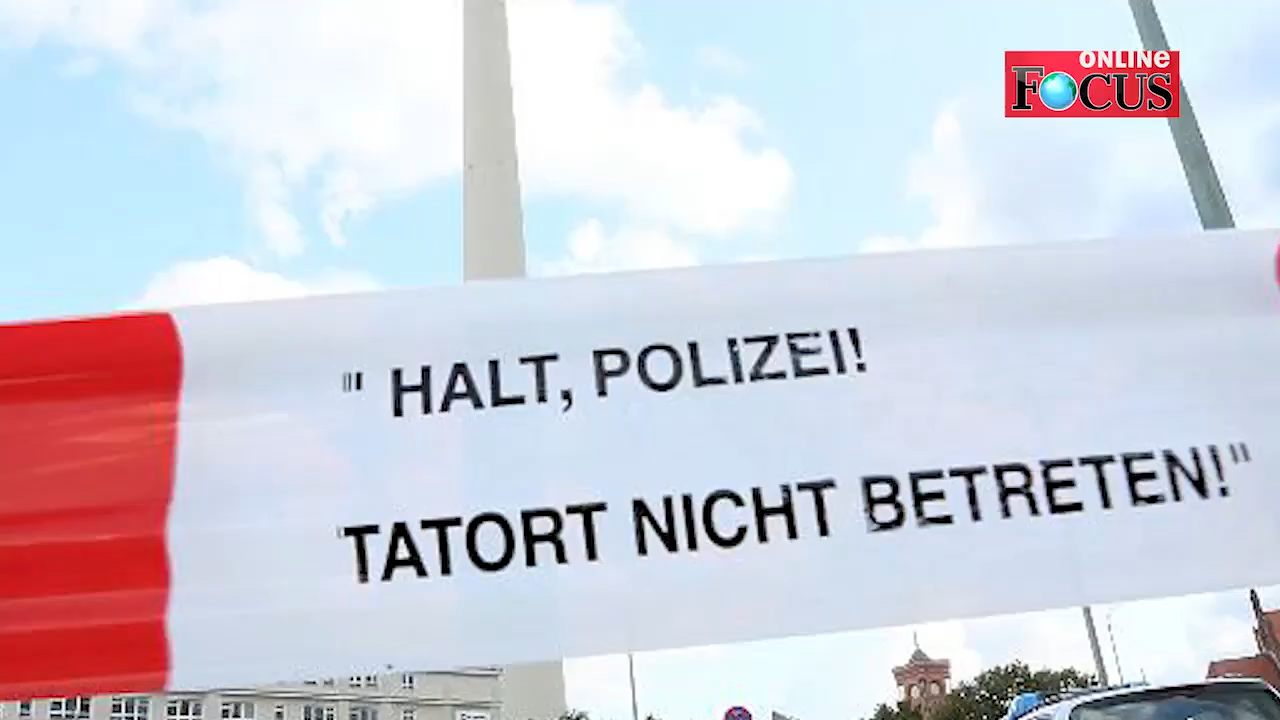 ONLINE
FOCUS
" HALT, POLIZEI!
TATORT NICHT BETRETEN!"